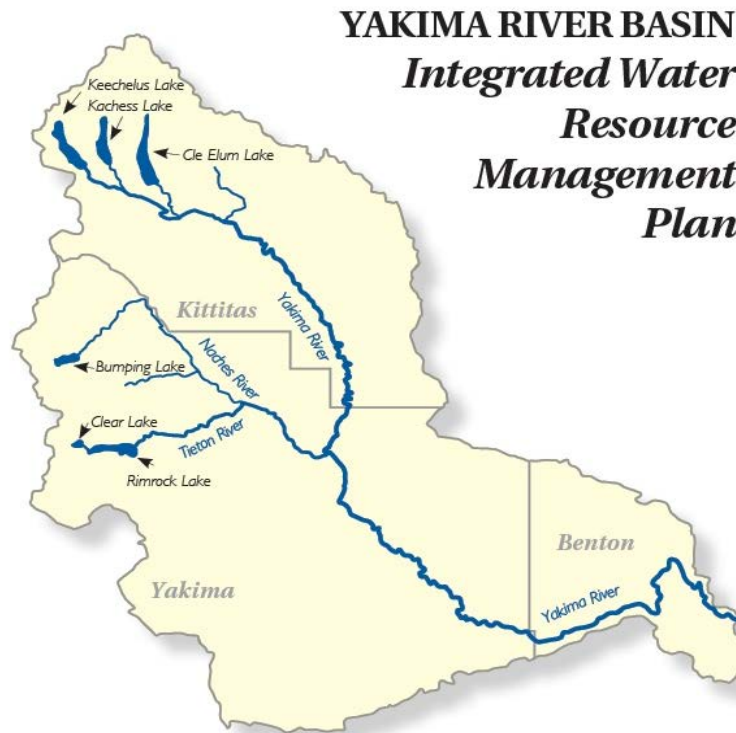 YAKIMA RIVER BASIN
Integrated Water
Resource
Management
Plan
Keechelus Lake
Kachess Lake
Cle Elum Lake
Kittitas
Yakima River
Naches River
Bumping Lake
Clear Lake
Tieton River
Rimrock Lake
Benton
Yakima
Yakima River